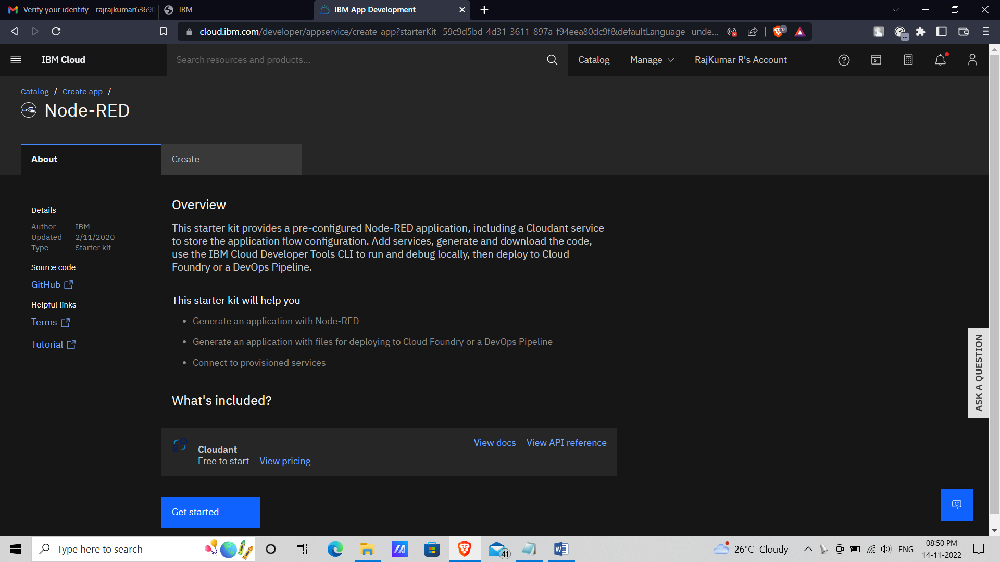 Verify your identity - rajrajkumar63690
IBM
IBM App Development
cloud.ibm.com/developer/appservice/create-app?starterKit=59c9d5bd-4d31-3611-897a-f94eea80dc9f&defaultLanguage=unde...
12
IBM Cloud
Search resources and products...
Catalog
Manage
RajKumar R's Account
Catalog / Create app /
Node-RED
About
Create
Details
Author IBM
Updated 2/11/2020
Type Starter kit
Source code
GitHub
Helpful links
Terms
Tutorial
Overview
This starter kit provides a pre-configured Node-RED application, including a Cloudant service
to store the application flow configuration. Add services, generate and download the code,
use the IBM Cloud Developer Tools CLI to run and debug locally, then deploy to Cloud
Foundry or a DevOps Pipeline.
This starter kit will help you
• Generate an application with Node-RED
• Generate an application with files for deploying to Cloud Foundry or a DevOps Pipeline
• Connect to provisioned services
What's included?
Cloudant
Free to start View pricing
View docs View API reference
Get started
ASK A QUESTION
Type here to search
41
26°C Cloudy
ENG
08:50 PM
14-11-2022